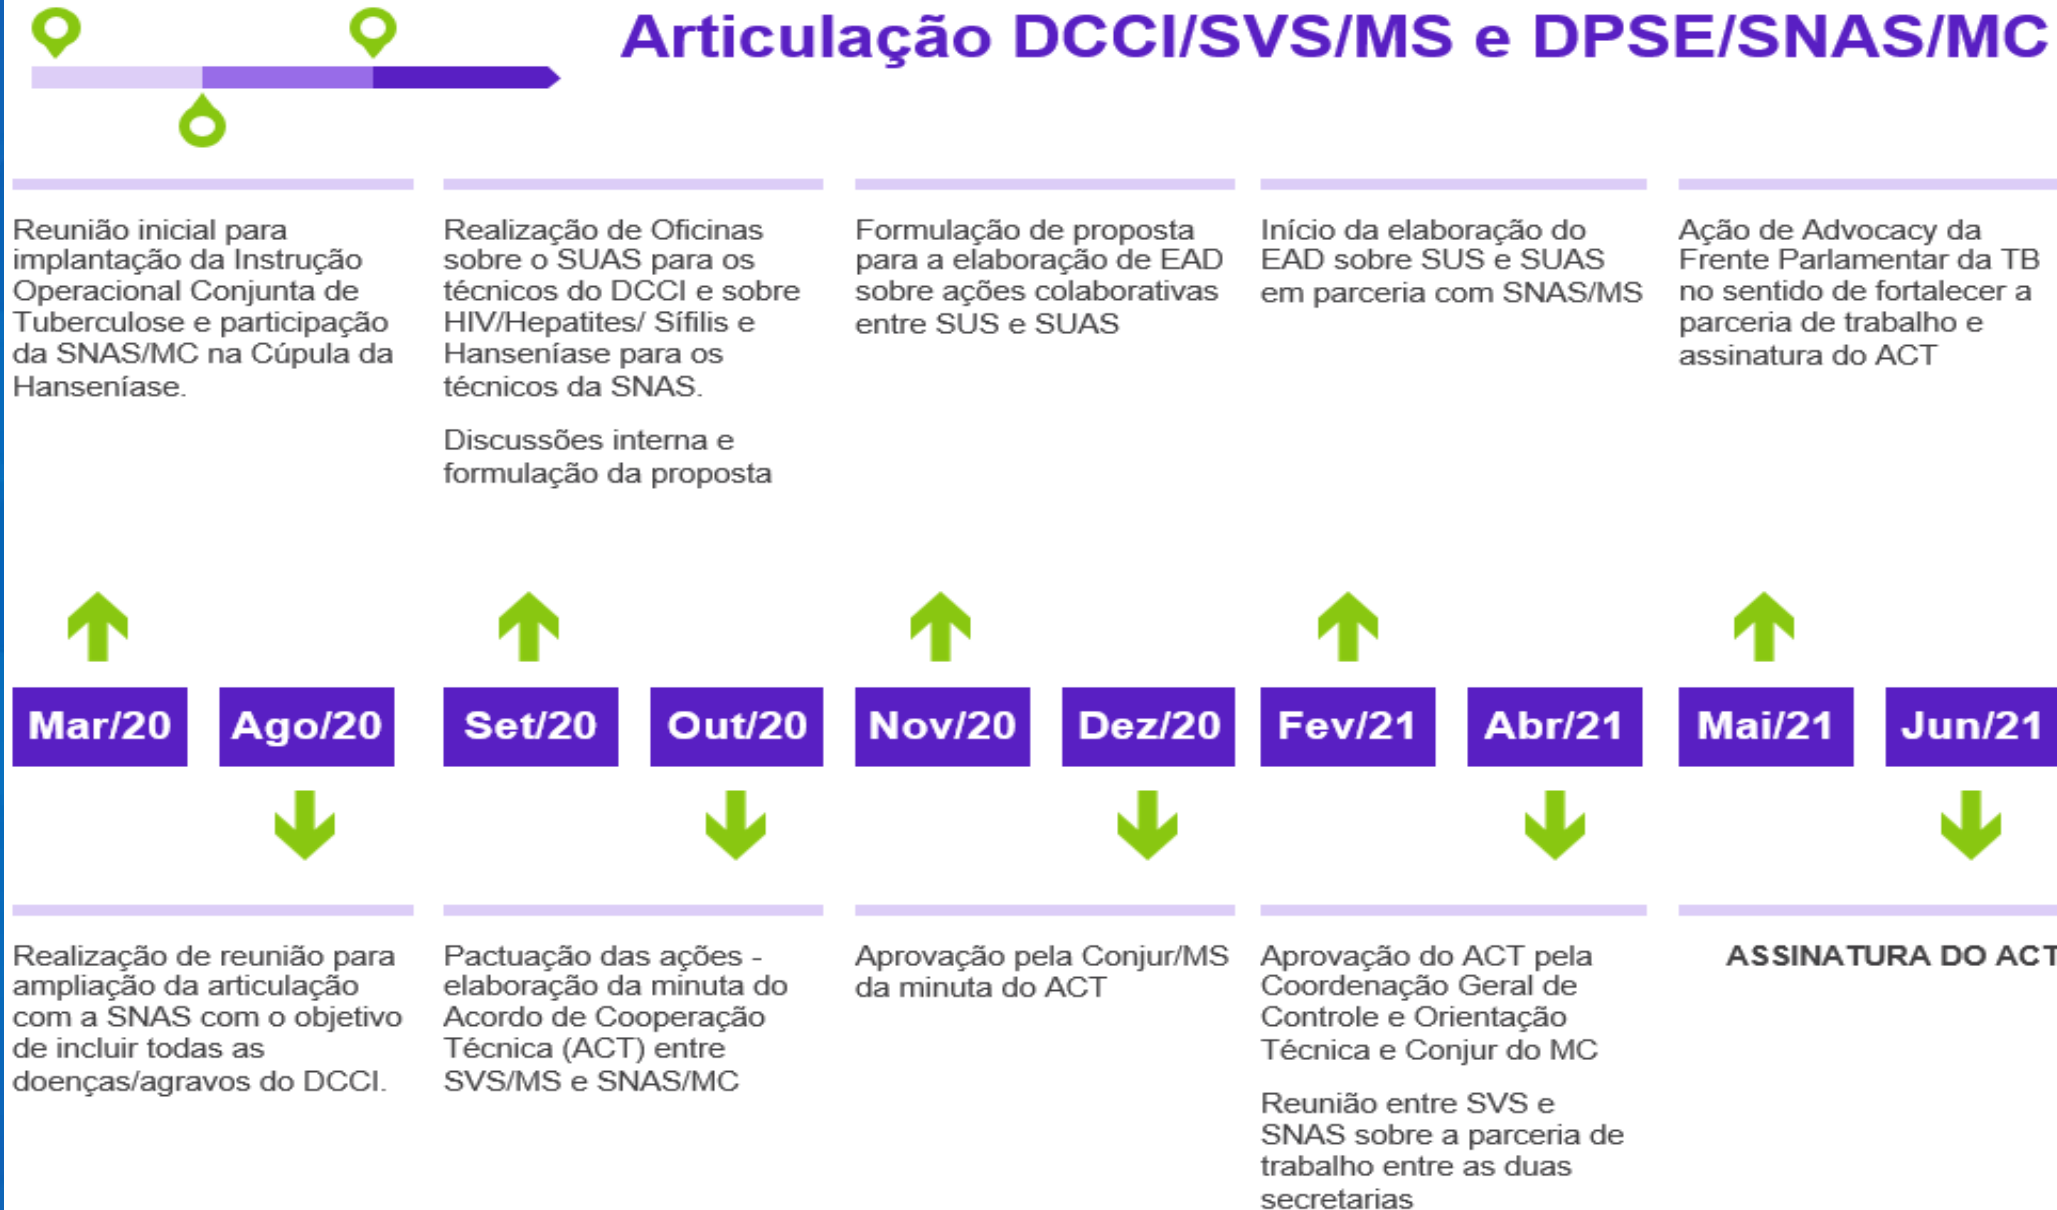 Articulação DCCI/SVS/MS e DPSE/SNAS/MC
Reunião inicial para
implantação da Instrução
Operacional Conjunta de
Tuberculose e participação
da SNAS/MC na Cúpula da
Hanseníase.
Realização de Oficinas
sobre o SUAS para os
técnicos do DCCI e sobre
HIV/Hepatites/ Sífilis e
Hanseníase para os
técnicos da SNAS.
Discussões interna e
formulação da proposta
Formulação de proposta
para a elaboração de EAD
sobre ações colaborativas
entre SUS e SUAS
Início da elaboração do
EAD sobre SUS e SUAS
em parceria com SNAS/MS
Ação de Advocacy da
Frente Parlamentar da TB
no sentido de fortalecer a
parceria de trabalho e
assinatura do ACT
Mar/20
Ago/20
Set/20
Out/20
Nov/20
Dez/20
Fev/21
Abr/21
Mai/21
Jun/21
Realização de reunião para
ampliação da articulação
com a SNAS com o objetivo
de incluir todas as
doenças/agravos do DCCI.
Pactuação das ações -
elaboração da minuta do
Acordo de Cooperação
Técnica (ACT) entre
SVS/MS e SNAS/MC
Aprovação pela Conjur/MS
da minuta do ACT
Aprovação do ACT pela
Coordenação Geral de
Controle e Orientação
Técnica e Conjur do MC
Reunião entre SVS e
SNAS sobre a parceria de
trabalho entre as duas
secretarias
ASSINATURA DO ACT